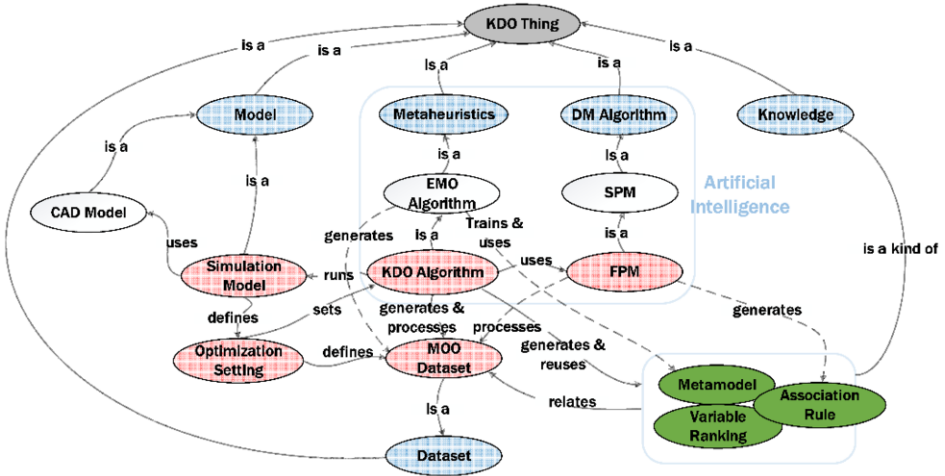 KDO Thing
is a
is a
Is a
is a
Is a
Model
Metaheuristics
DM Algorithm
Knowledge
is a
is a
is a
Is a
EMO
Algorithm
SPM
Artificial
Intelligence
CAD Model
uses
generates
Trains &
uses
is a
is a
is a kind of
Simulation
Model
runs
KDO Algorithm
uses
FPM
defines
sets
generates &
processes
processes
generates
generates &
reuses
Optimization
Setting
defines
MOO
Dataset
relates
Metamodel
Association
Rule
Variable
Ranking
Is a
Dataset